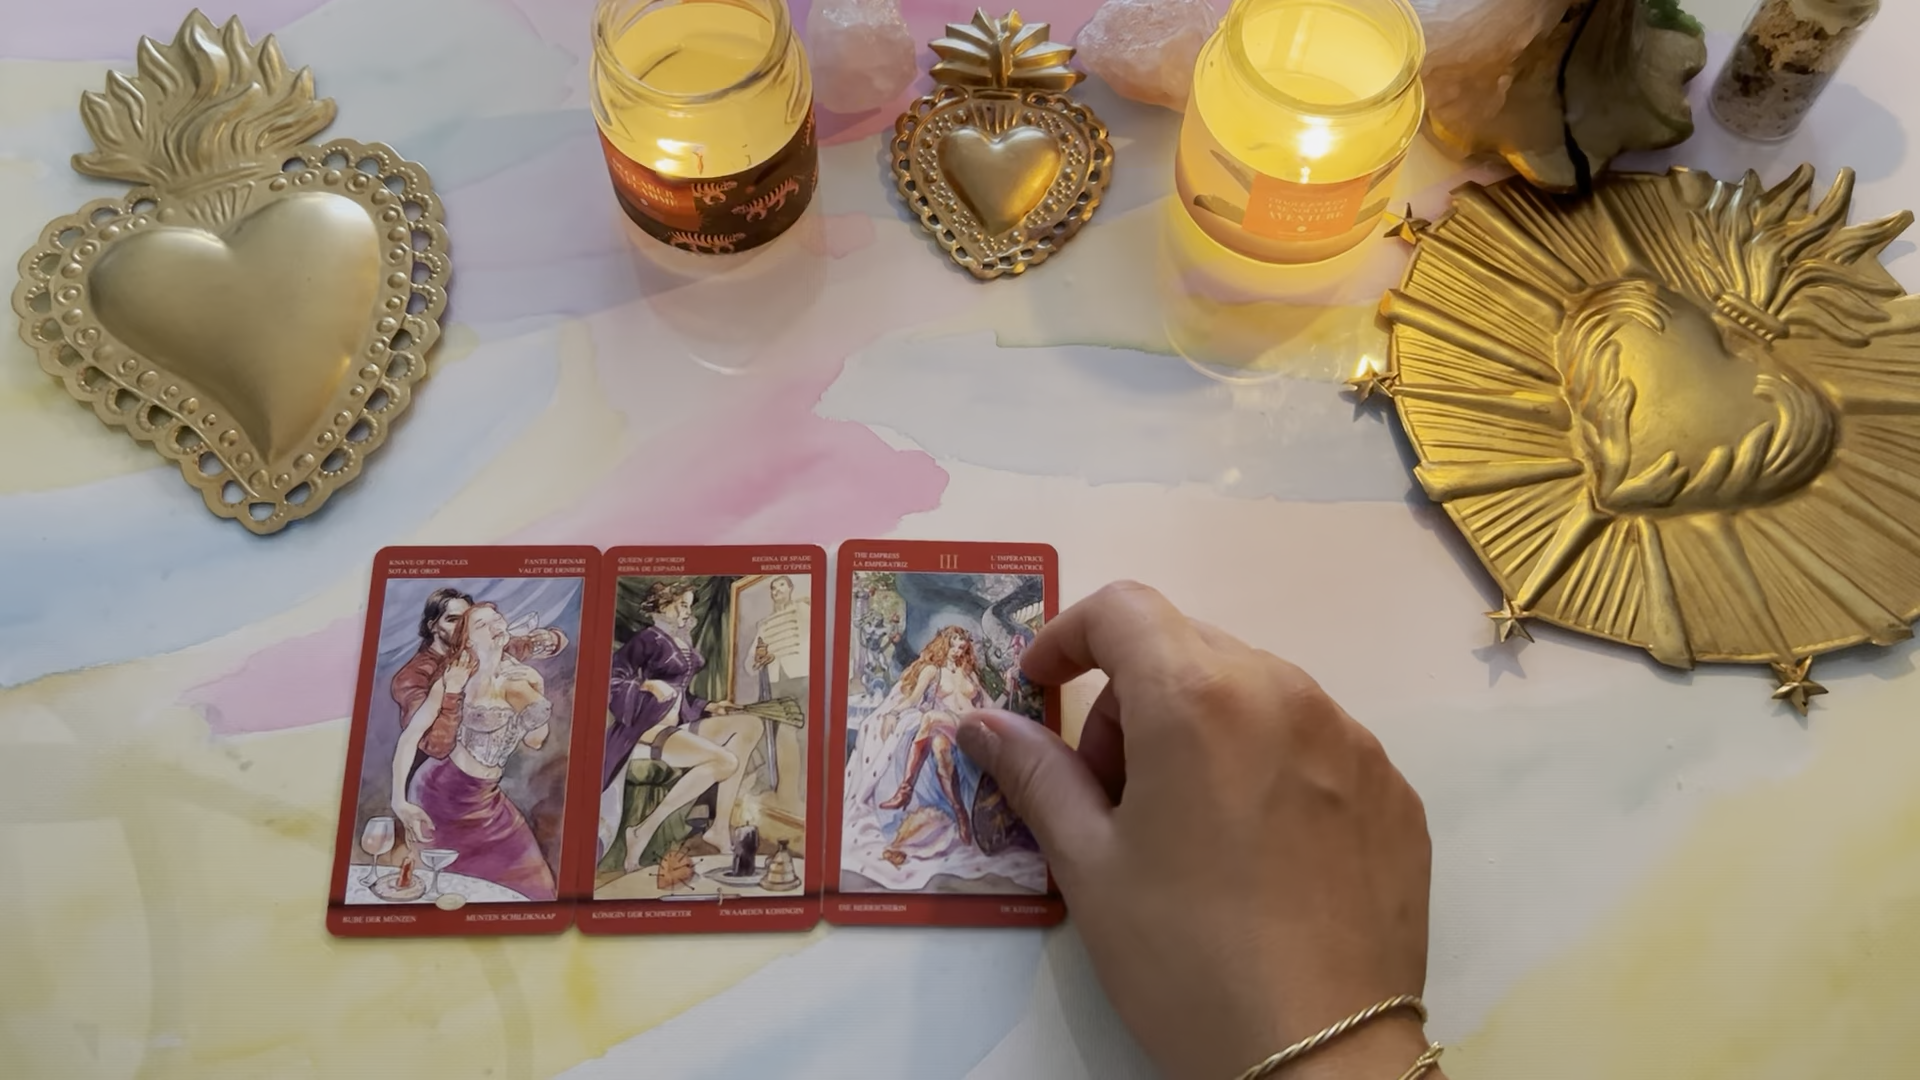 KNAVE OF PENTACLES
SOTA DE OROS
FANTE DI DENARI
VALET DE DENIERS
BUBE DER MÜNZEN
MUNTEN SCHILDKNAAP
QUEEN OF SWORDS
REINA DE ESPADAS
REGINA DI SPADE
REINE D'ÉPÉES
KÖNIGIN DER SCHWERTER
ZWAARDEN KONINGIN
THE EMPRESS
LA EMPERATRIZ
III
L'IMPERATRICE
L'IMPÉRATRICE
DIE HERRSCHERIN
DE KEIZERIN